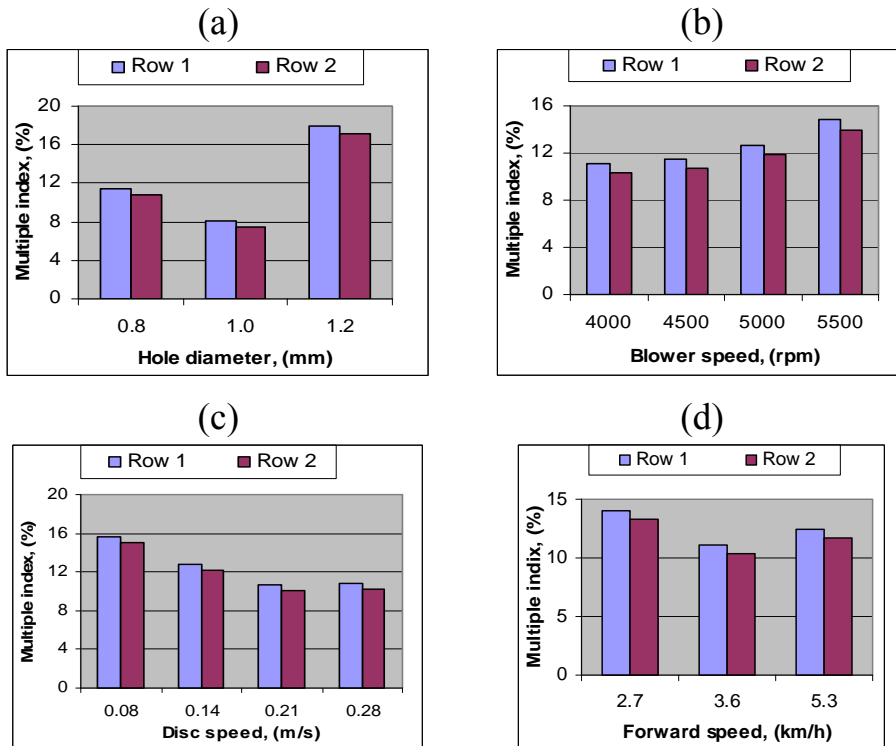 (a)
Row 1 Row 2
Multiple index, (%)
20
16
12
8
4
0
0.8 1.0 1.2
Hole diameter, (mm)
(b)
Row 1 Row 2
Multiple index, (%)
16
12
8
4
0
4000 4500 5000 5500
Blower speed, (rpm)
(c)
Row 1 Row 2
Multiple index, (%)
20
16
12
8
4
0
0.08 0.14 0.21 0.28
Disc speed, (m/s)
(d)
Row 1 Row 2
Multiple indix, (%)
15
10
5
0
2.7 3.6 5.3
Forward speed, (km/h)